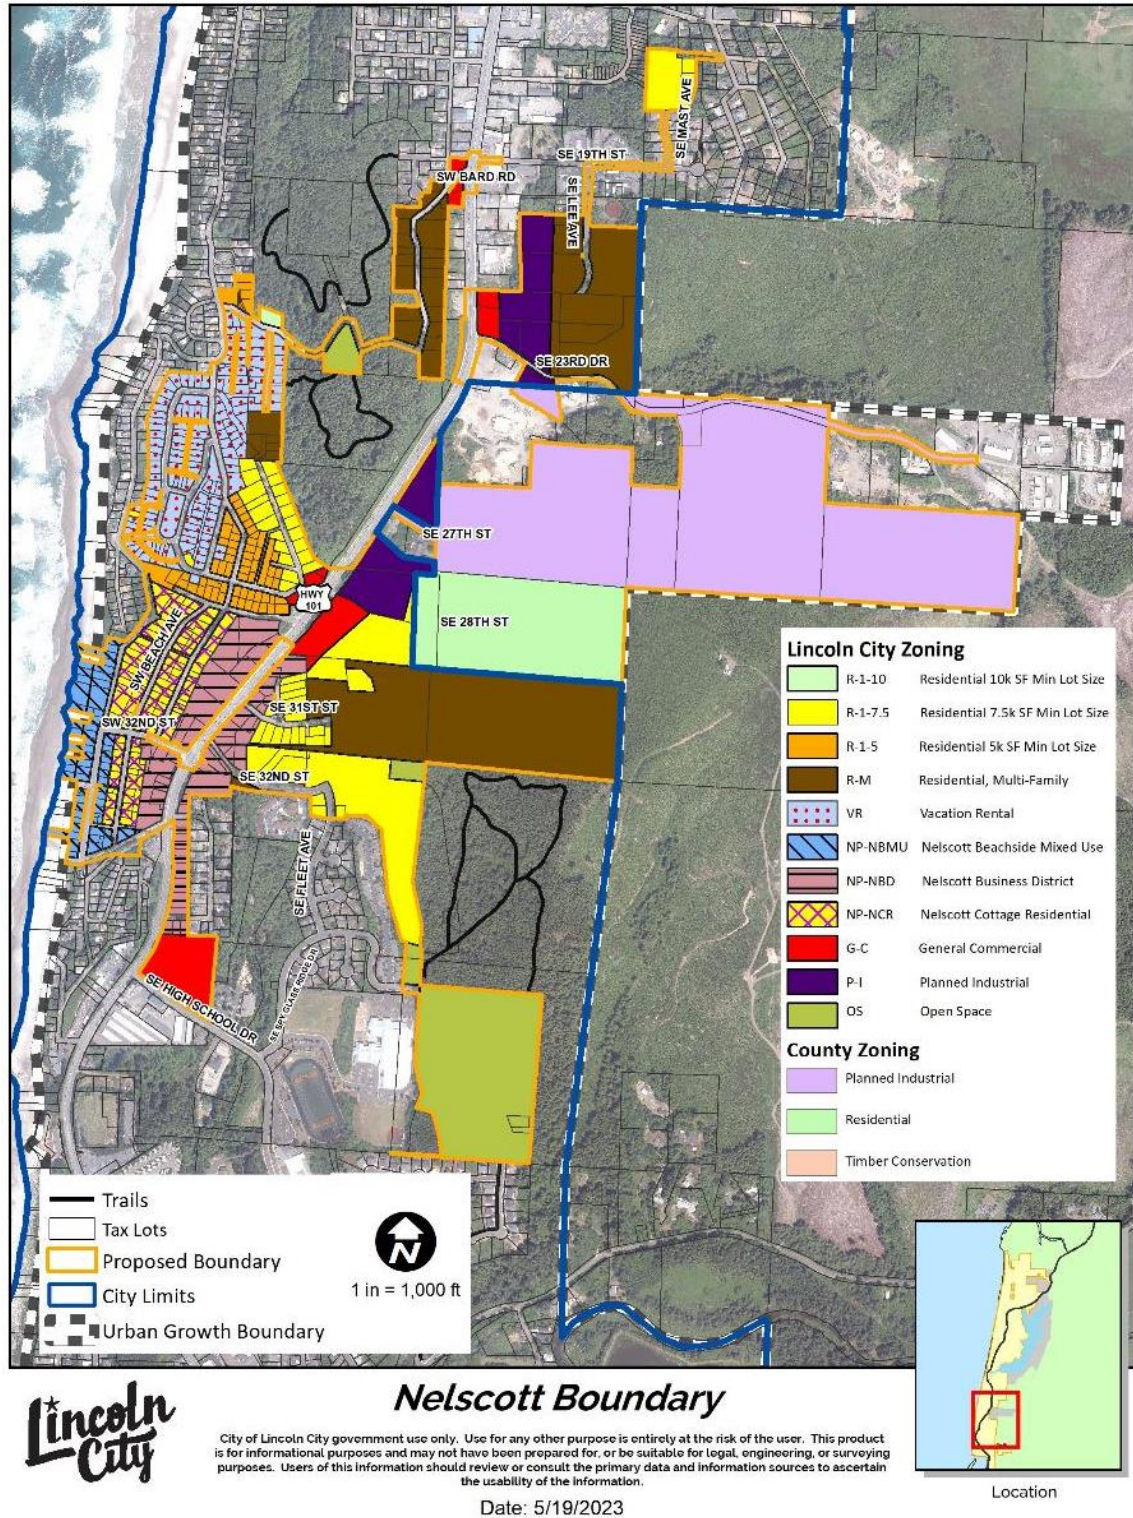 SE MAST AVE
SE 19TH ST
SW BARD RD
SE LEE AVE
SE 23RD DR
SE 27TH ST
HWY
101
SE 28TH ST
SW BEACH AVE
SE 31ST ST
SW 32ND ST
SE 32ND ST
SE FLEET AVE
SE SPY GLASS RIDGE DR
SE HIGH SCHOOL DR
Lincoln City Zoning
R-1-10 Residential 10k SF Min Lot Size
R-1-7.5 Residential 7.5k SF Min Lot Size
R-1-5 Residential 5k SF Min Lot Size
R-M Residential, Multi-Family
VR Vacation Rental
NP-NBMU Nelscott Beachside Mixed Use
NP-NBD Nelscott Business District
NP-NCR Nelscott Cottage Residential
G-C General Commercial
P-I Planned Industrial
OS Open Space
County Zoning
Planned Industrial
Residential
Timber Conservation
Trails
Tax Lots
Proposed Boundary
City Limits
Urban Growth Boundary
N
1 in = 1,000 ft
Lincoln
City
Nelscott Boundary
City of Lincoln City government use only. Use for any other purpose is entirely at the risk of the user. This product
is for informational purposes and may not have been prepared for, or be suitable for legal, engineering, or surveying
purposes. Users of this information should review or consult the primary data and information sources to ascertain
the usability of the information.
Date: 5/19/2023
Location